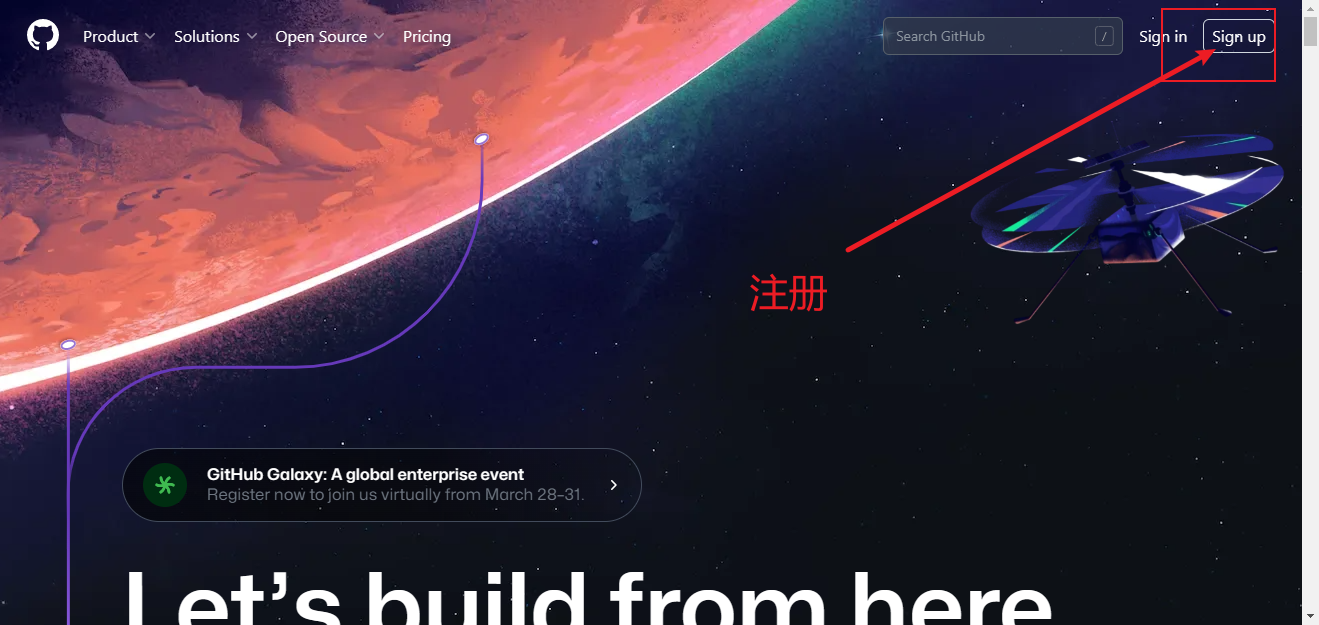 Product Solutions Open Source Pricing Search GitHub / Sign in Sign up
注册
GitHub Galaxy: A global enterprise event
Register now to join us virtually from March 28–31.
Let’s build from here